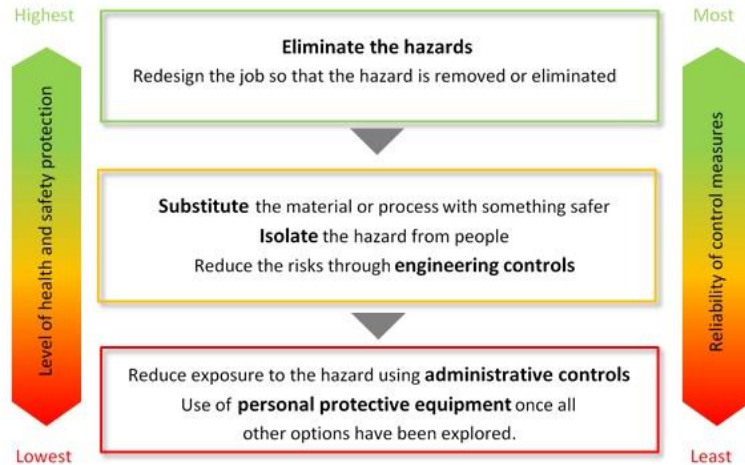 Highest
Most
Eliminate the hazards
Redesign the job so that the hazard is removed or eliminated
Level of health and safety protection
Reliability of control measures
Substitute the material or process with something safer
Isolate the hazard from people
Reduce the risks through engineering controls
Reduce exposure to the hazard using administrative controls
Use of personal protective equipment once all
other options have been explored.
Lowest
Least